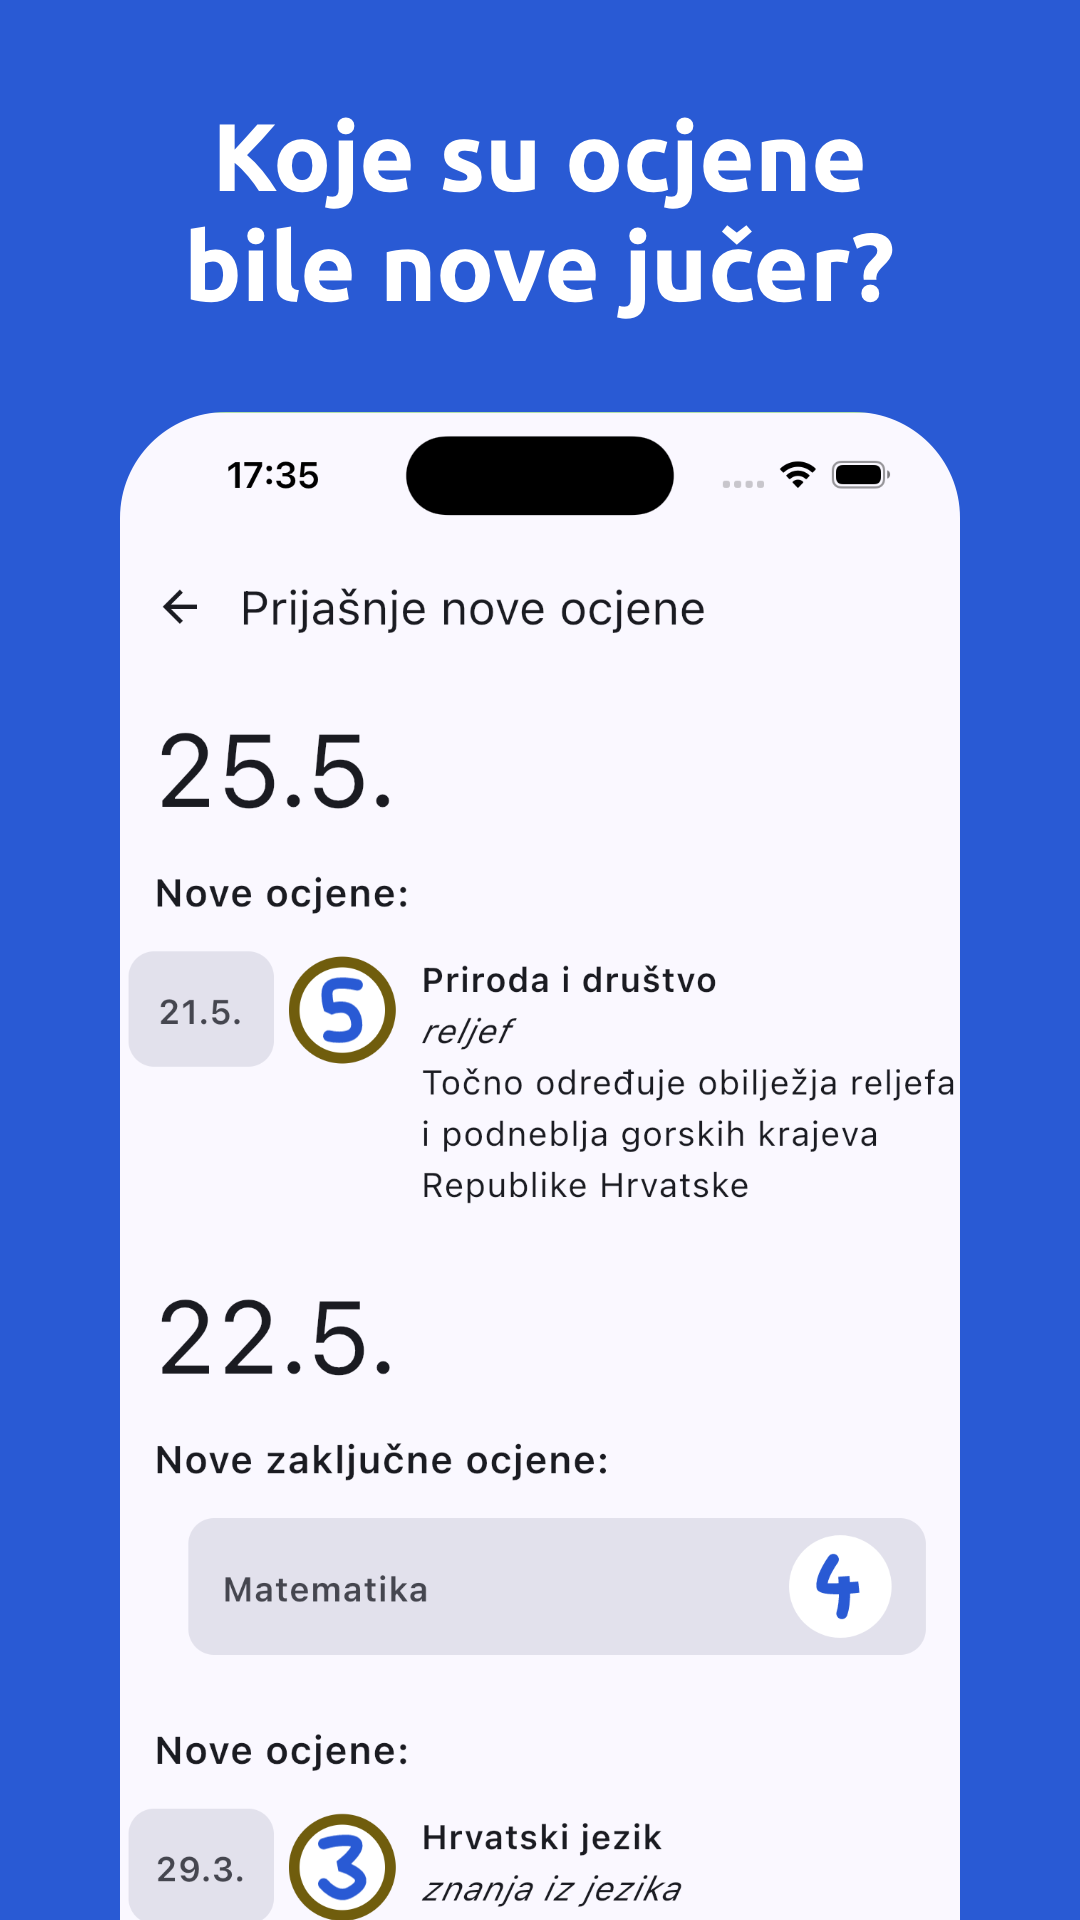 Koje su ocjene
bile nove jučer?
17:35
Prijašnje nove ocjene
25.5.
Nove ocjene:
21.5.
5
Priroda i društvo
reljef
Točno određuje obilježja reljefa
i podneblja gorskih krajeva
Republike Hrvatske
22.5.
Nove zaključne ocjene:
Matematika
4
Nove ocjene:
29.3.
3
Hrvatski jezik
znanja iz jezika